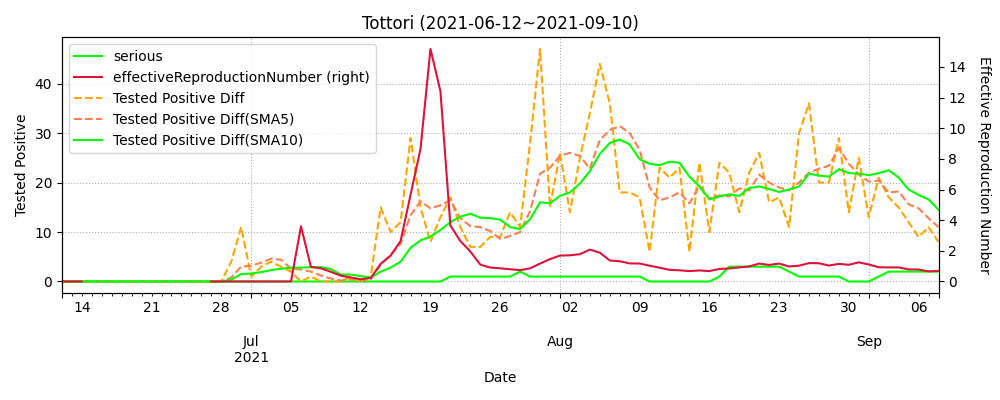 Tottori (2021-06-12~2021-09-10)
serious
effectiveReproductionNumber (right)
Tested Positive Diff
Tested Positive Diff(SMA5)
Tested Positive Diff(SMA10)
Tested Positive
40
30
20
10
0
Effective Reproduction Number
14
12
10
8
6
4
2
0
14 21 28 05 12 19 26 02 09 16 23 30 06
Jul Aug Sep
2021
Date